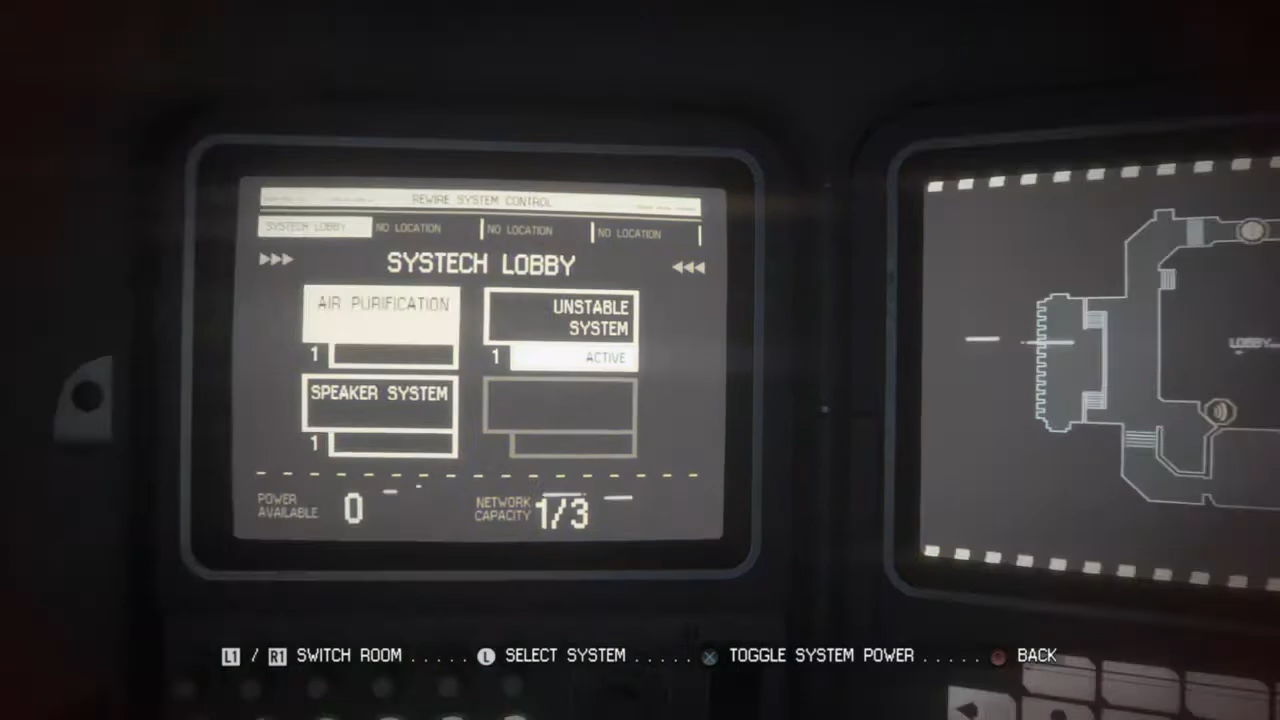 REWIRE SYSTEM CONTROL
SYSTECH LOBBY NO LOCATION NO LOCATION NO LOCATION
SYSTECH LOBBY
AIR PURIFICATION
1
UNSTABLE
SYSTEM
1 ACTIVE
SPEAKER SYSTEM
1
POWER
AVAILABLE 0
NETWORK
CAPACITY 1/3
LOBBY
L1 / R1 SWITCH ROOM ..... L SELECT SYSTEM ..... TOGGLE SYSTEM POWER ..... BACK